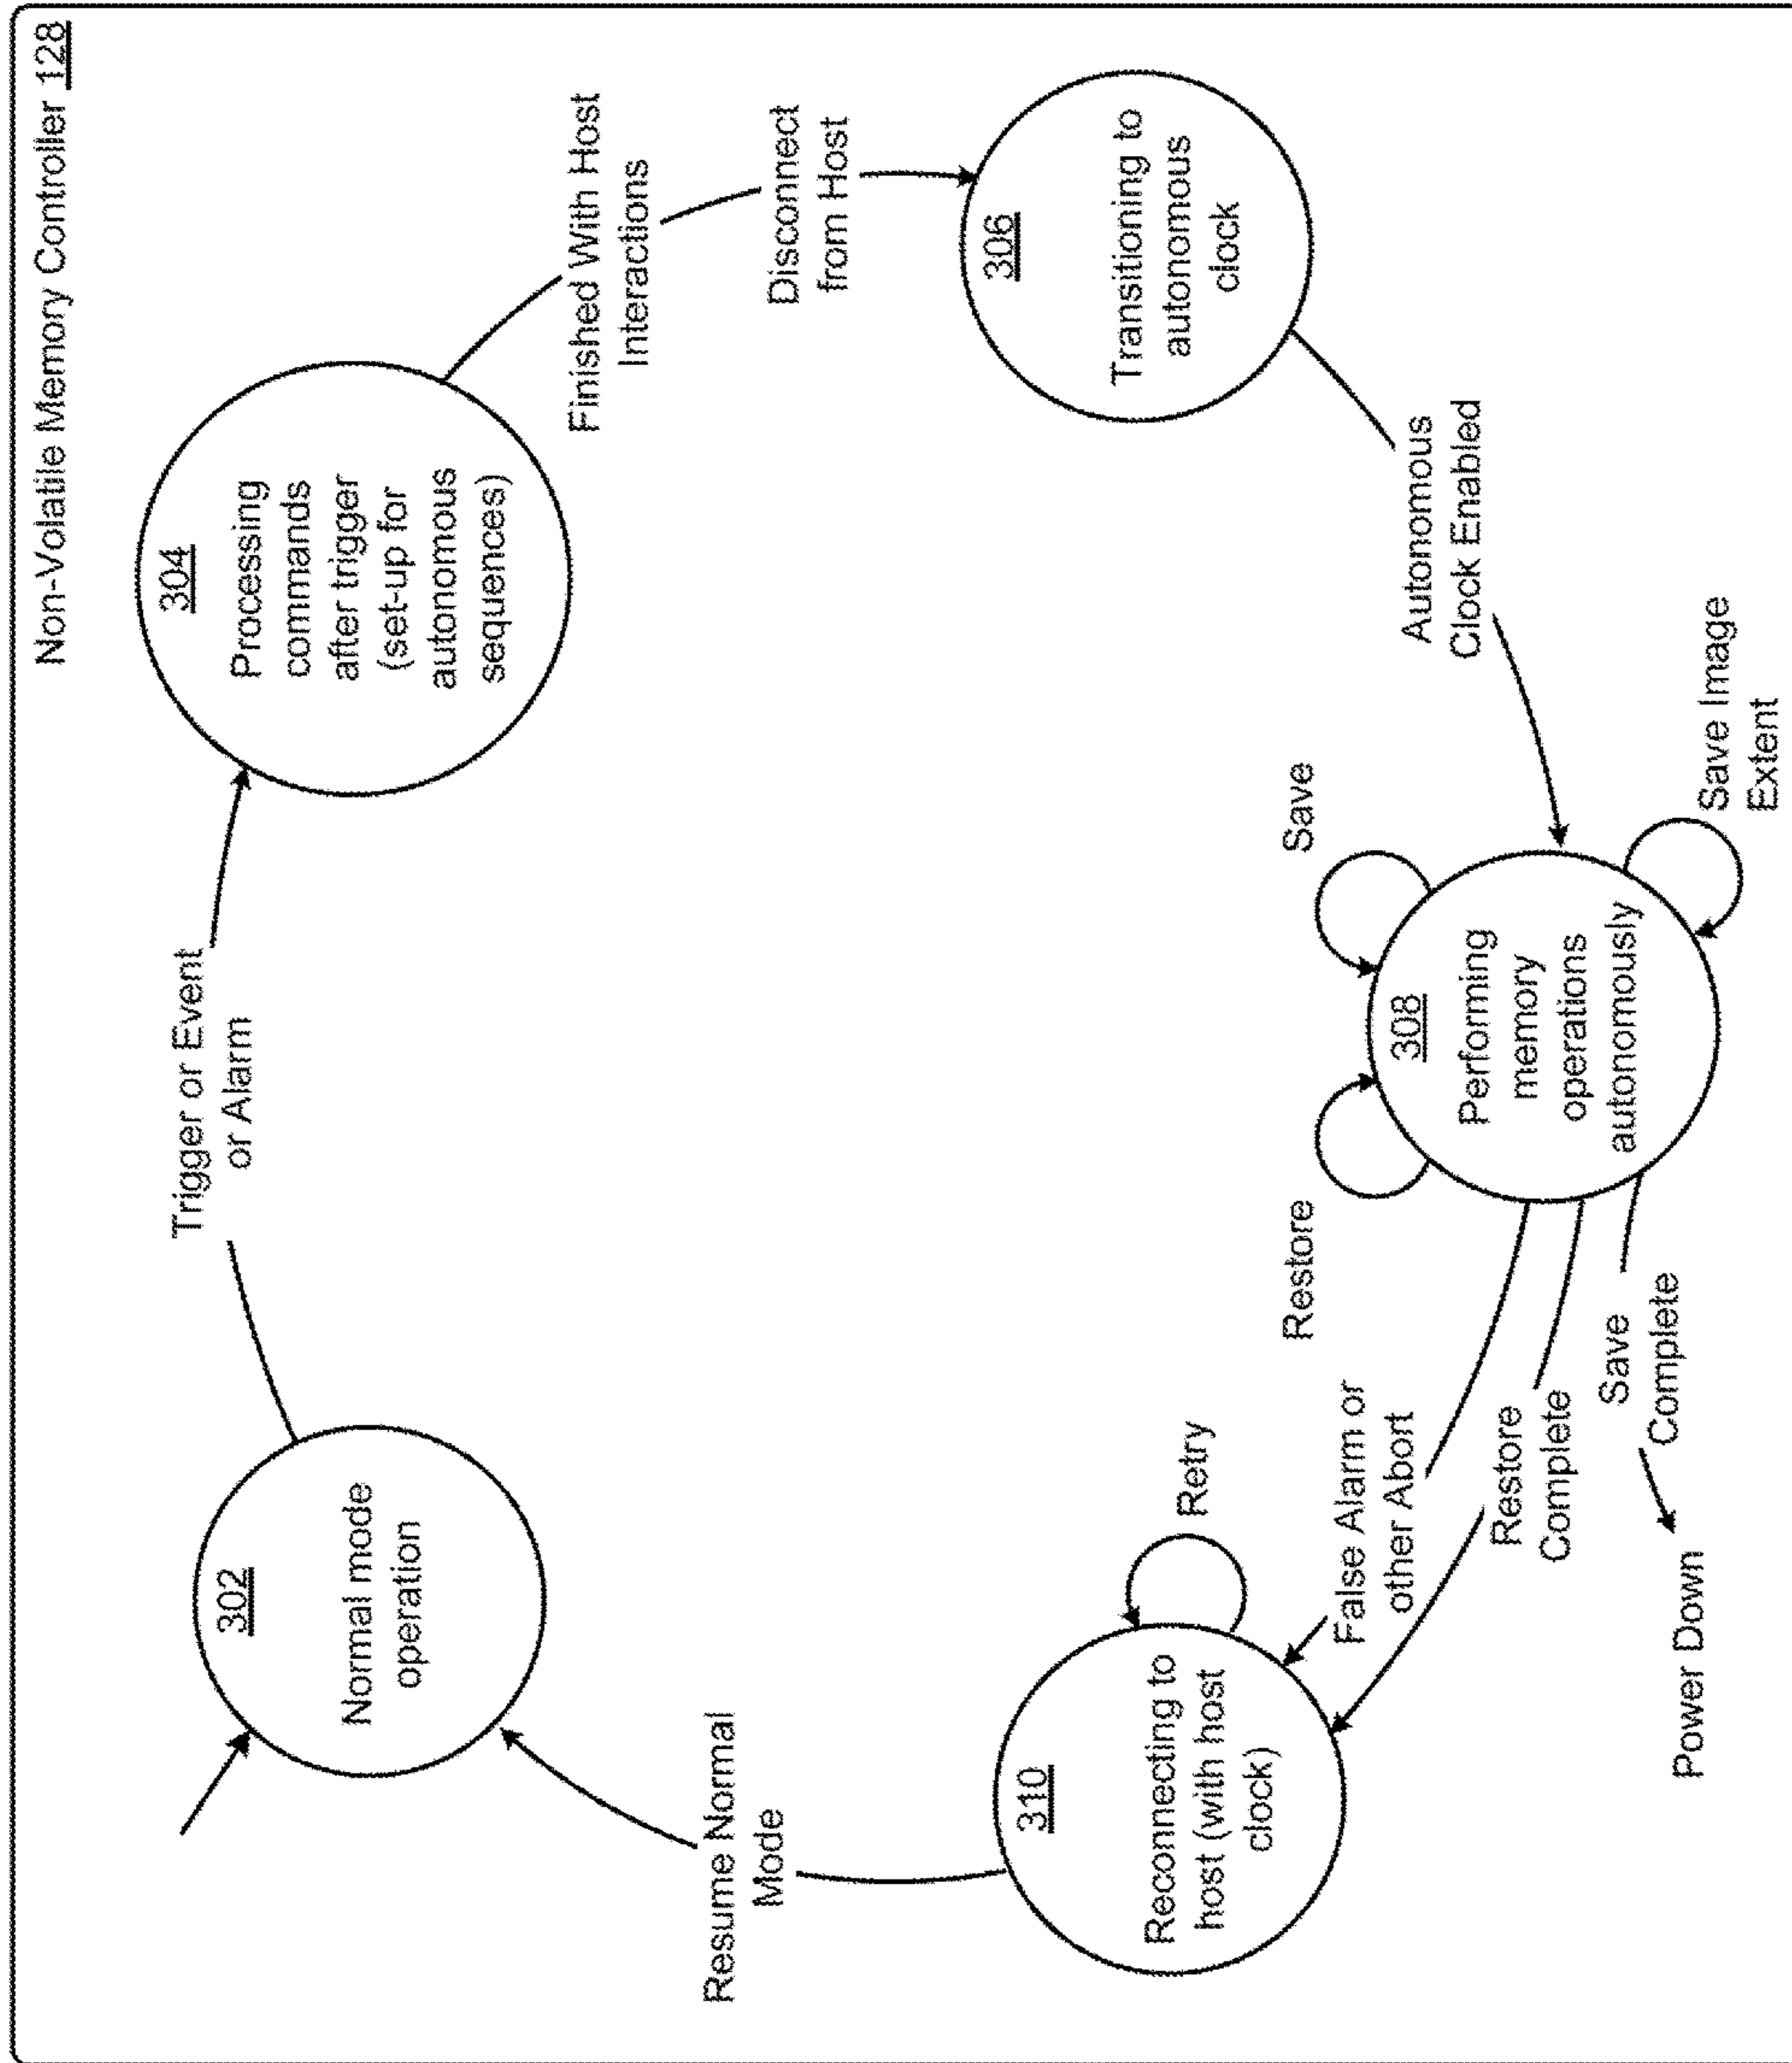 Non-Volatile Memory Controller 128
302
Normal mode
operation
Trigger or Event
or Alarm
304
Processing
commands
after trigger
(set-up for
autonomous
sequences)
Finished With Host
Interactions
Disconnect
from Host
306
Transitioning to
autonomous
clock
Autonomous
Clock Enabled
308
Performing
memory
operations
autonomously
Save
Save Image
Extent
Restore
False Alarm or
other Abort
Restore
Complete
Save
Complete
Power Down
Retry
310
Reconnecting to
host (with host
clock)
Resume Normal
Mode